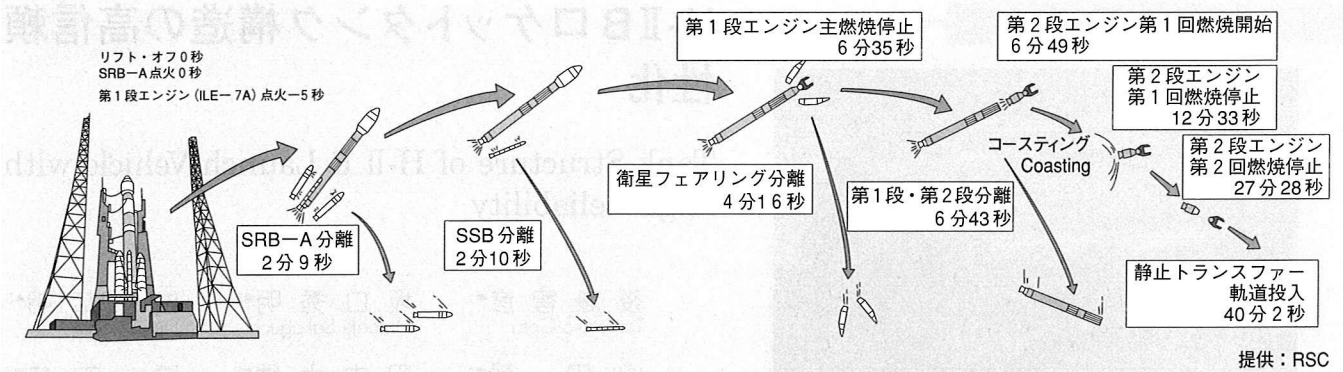 リフト・オフ0秒
SRB－A点火0秒
第1段エンジン(ILE－7A)点火－5秒
SRB－A分離
2分9秒
SSB分離
2分10秒
第1段エンジン主燃焼停止
6分35秒
衛星フェアリング分離
4分16秒
第1段・第2段分離
6分43秒
第2段エンジン第1回燃焼開始
6分49秒
コースティング
Coasting
第2段エンジン
第1回燃焼停止
12分33秒
第2段エンジン
第2回燃焼停止
27分28秒
静止トランスファー
軌道投入
40分2秒
提供：RSC